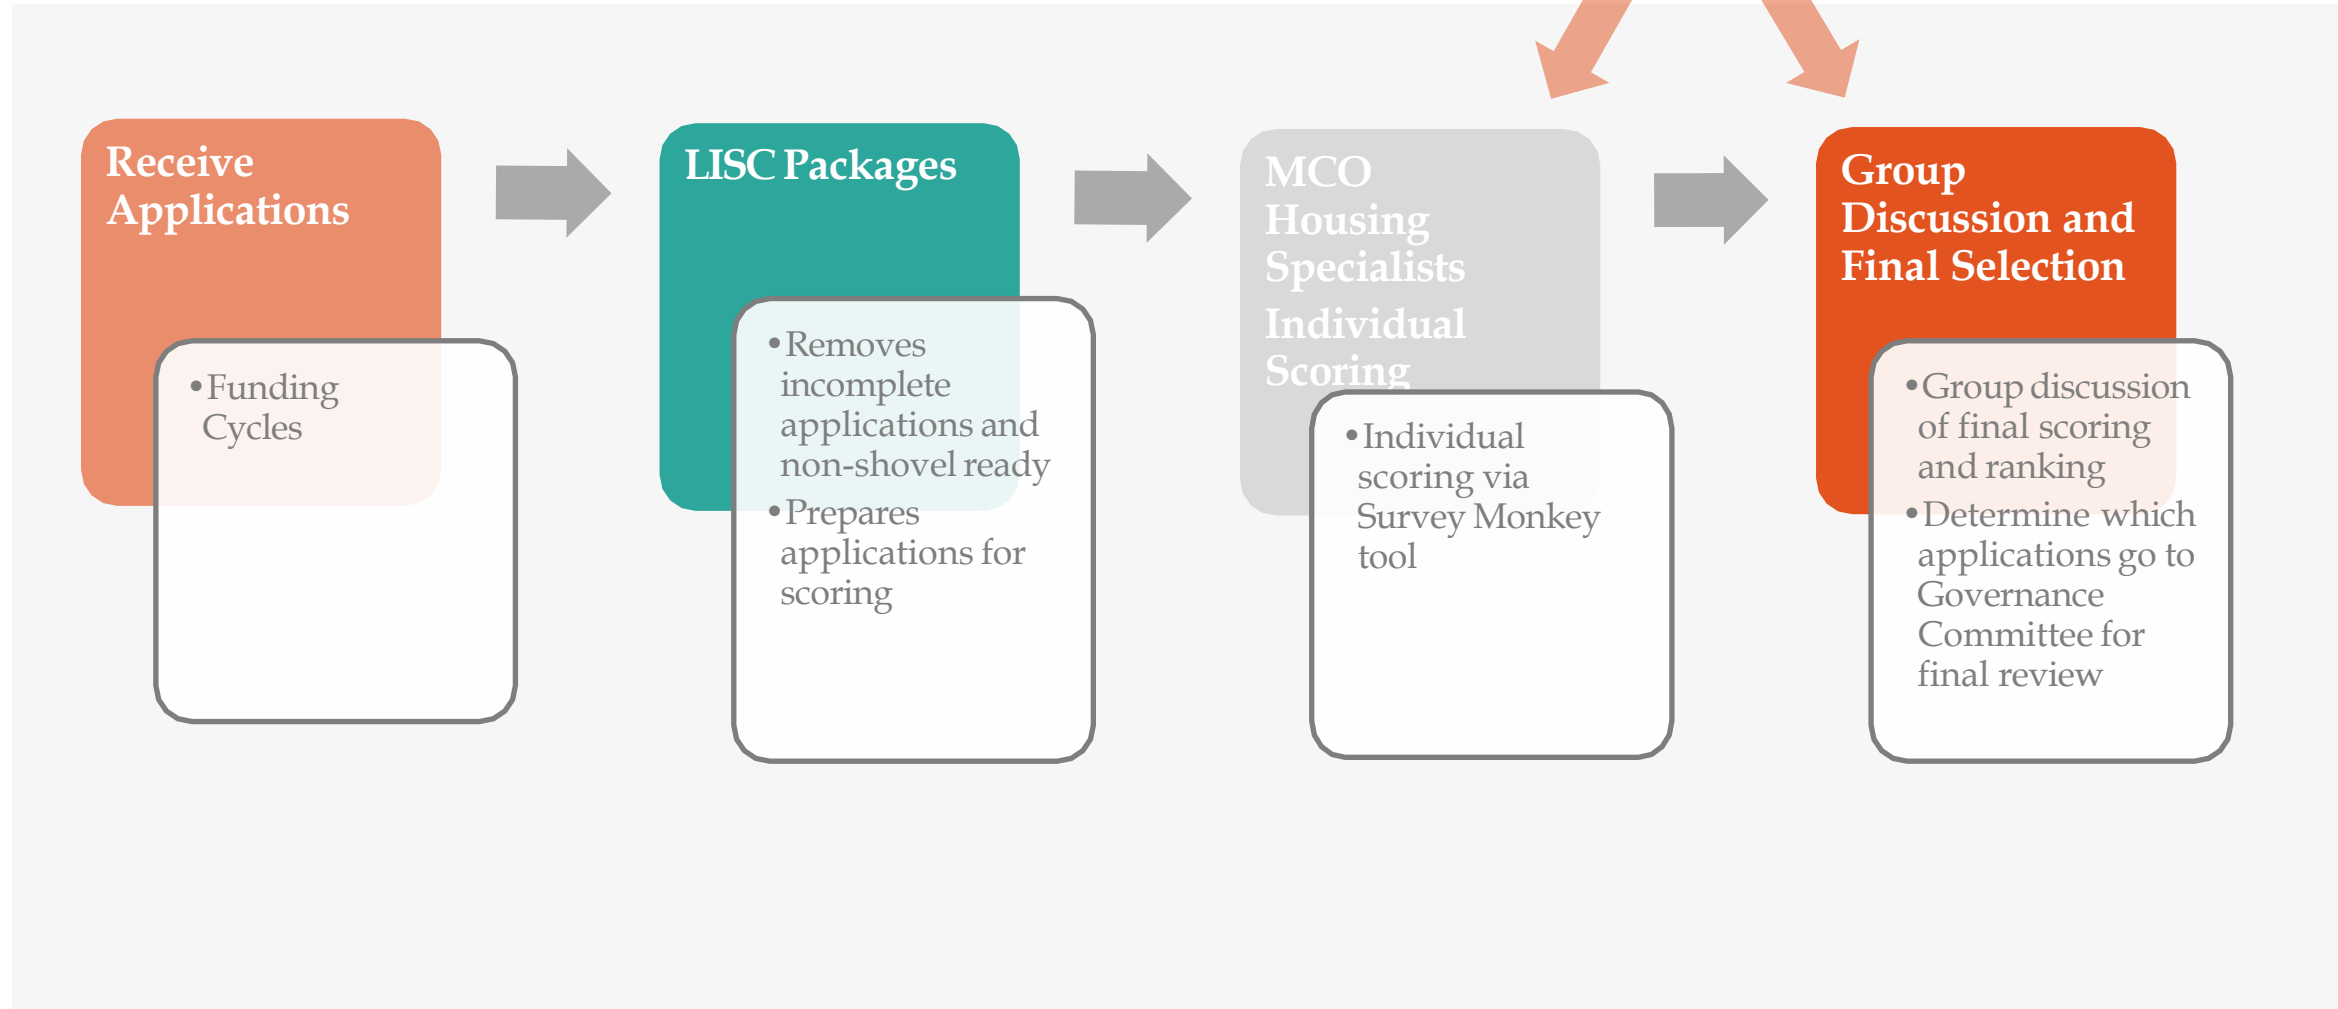 Receive
Applications
•Funding
Cycles
LISC Packages
•Removes
incomplete
applications and
non-shovel ready
•Prepares
applications for
scoring
MCO
Housing
Specialists
Individual
Scoring
•Individual
scoring via
Survey Monkey
tool
Group
Discussion and
Final Selection
•Group discussion
of final scoring
and ranking
•Determine which
applications go to
Governance
Committee for
final review